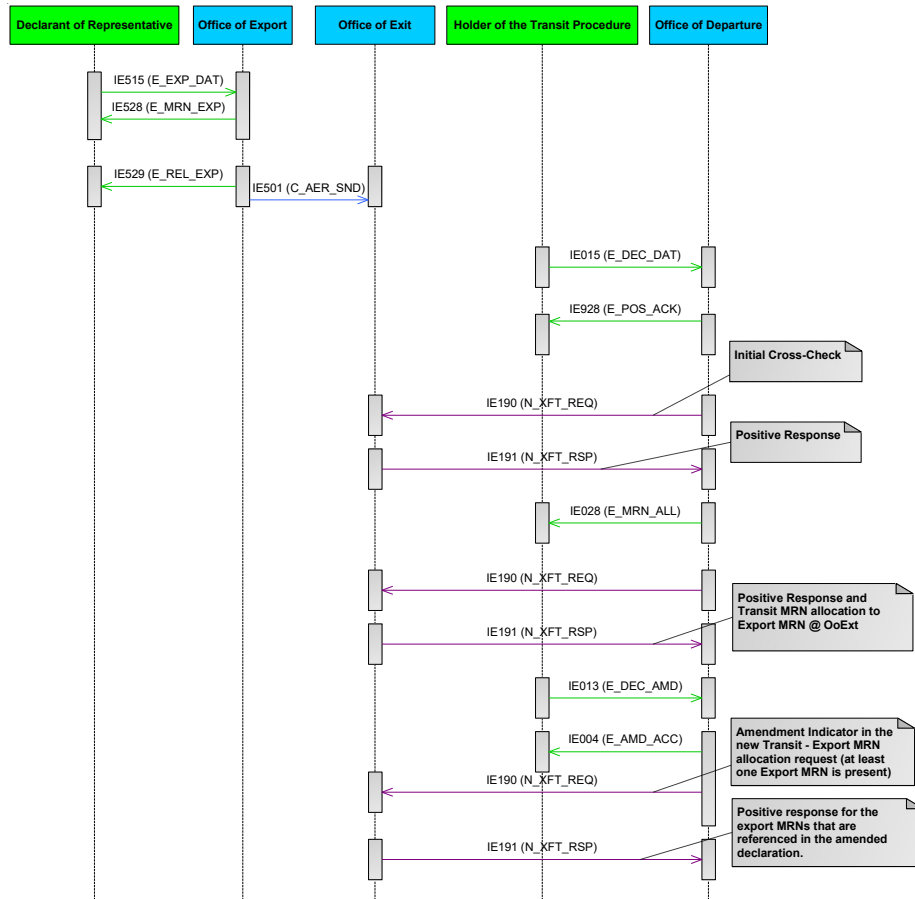 Declarant of Representative
Office of Export
Office of Exit
Holder of the Transit Procedure
Office of Departure
IE515 (E_EXP_DAT)
IE528 (E_MRN_EXP)
IE529 (E_REL_EXP)
IE501 (C_AER_SND)
IE015 (E_DEC_DAT)
IE928 (E_POS_ACK)
Initial Cross-Check
IE190 (N_XFT_REQ)
Positive Response
IE191 (N_XFT_RSP)
IE028 (E_MRN_ALL)
IE190 (N_XFT_REQ)
Positive Response and
Transit MRN allocation to
Export MRN @ OoExt
IE191 (N_XFT_RSP)
IE013 (E_DEC_AMD)
IE004 (E_AMD_ACC)
Amendment Indicator in the
new Transit - Export MRN
allocation request (at least
one Export MRN is present)
IE190 (N_XFT_REQ)
Positive response for the
export MRNs that are
referenced in the amended
declaration.
IE191 (N_XFT_RSP)